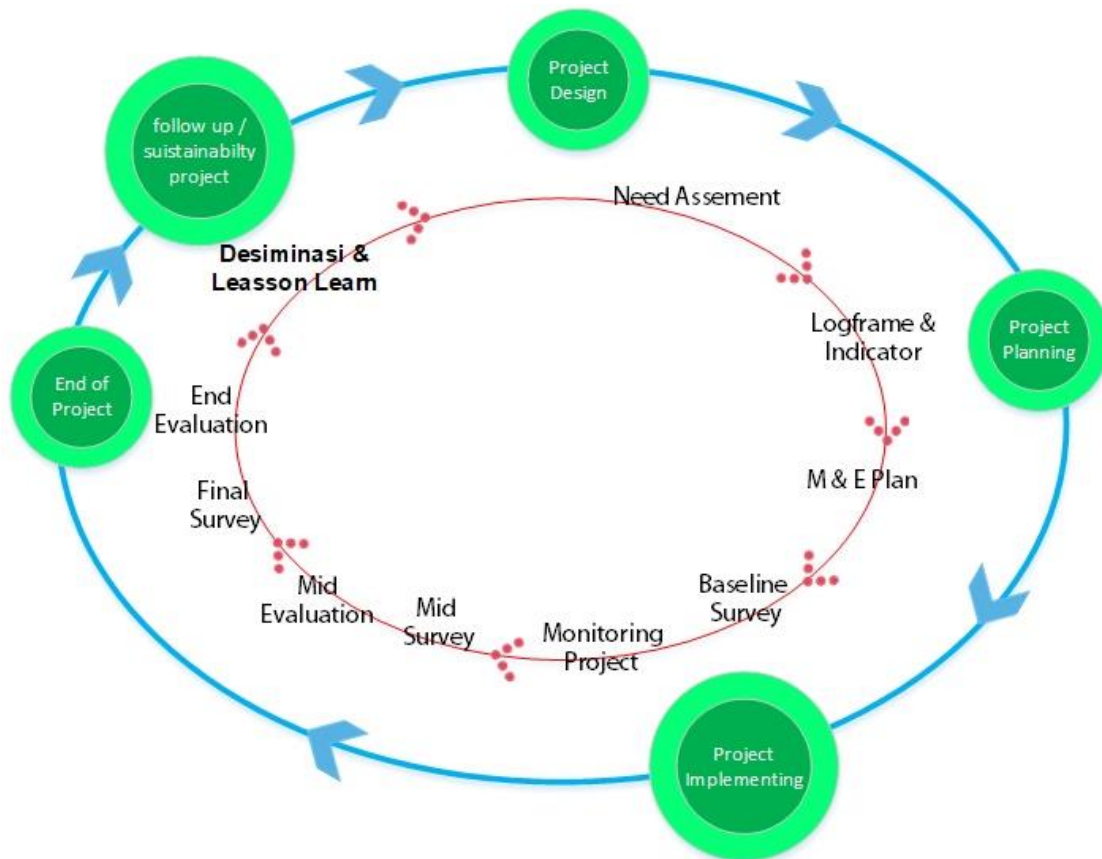 Project
Design
follow up /
suistainabilty
project
Need Assement
Desiminasi &
Leasson Learn
Logframe &
Indicator
Project
Planning
End of
Project
End
Evaluation
M & E Plan
Final
Survey
Baseline
Survey
Mid
Evaluation
Mid
Survey
Monitoring
Project
Project
Implementing